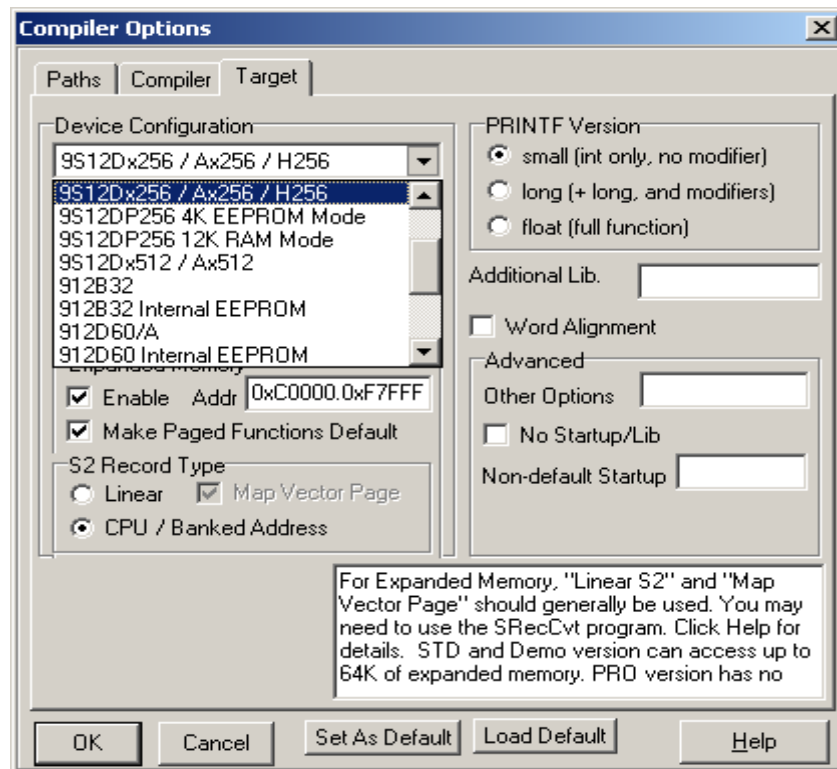 Compiler Options
Paths
Compiler
Target
Device Configuration
9S12Dx256 / Ax256 / H256
9S12Dx256 / Ax256 / H256
9S12DP256 4K EEPROM Mode
9S12DP256 12K RAM Mode
9S12Dx512 / Ax512
912B32
912B32 Internal EEPROM
912D60/A
912D60 Internal EEPROM
Expanded Memory
Enable Addr 0xC0000.0xF7FFF
Make Paged Functions Default
S2 Record Type
Linear Map Vector Page
CPU / Banked Address
PRINTF Version
small (int only, no modifier)
long (+ long, and modifiers)
float (full function)
Additional Lib.
Word Alignment
Advanced
Other Options
No Startup/Lib
Non-default Startup
For Expanded Memory, "Linear S2" and "Map
Vector Page" should generally be used. You may
need to use the SRecCvt program. Click Help for
details. STD and Demo version can access up to
64K of expanded memory. PRO version has no
OK
Cancel
Set As Default
Load Default
Help